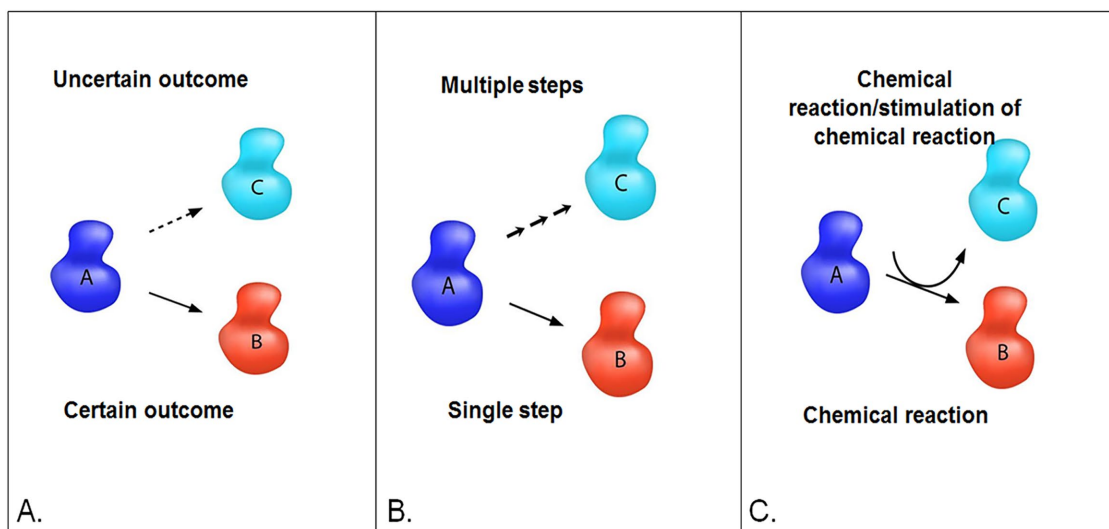 Uncertain outcome
C
A
B
Certain outcome
A.
Multiple steps
C
A
B
Single step
B.
Chemical
reaction/stimulation of
chemical reaction
C
A
B
Chemical reaction
C.